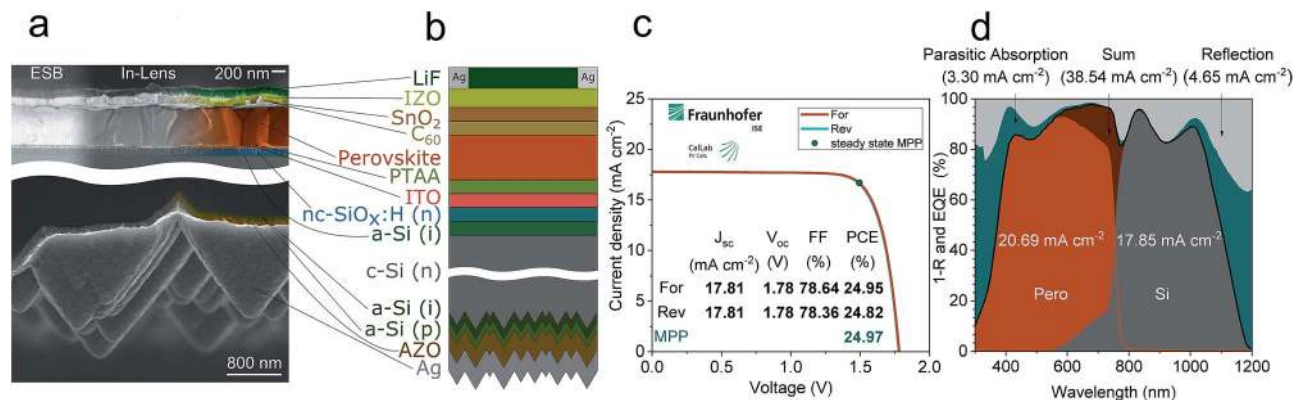 a
ESB
In-Lens
200 nm
800 nm
b
LiF
IZO
SnO₂
C₆₀
Perovskite
PTAA
ITO
nc-SiOₓ:H (n)
a-Si (i)
c-Si (n)
a-Si (i)
a-Si (p)
AZO
Ag
Ag
Ag
c
Current density (mA cm⁻²)
25
20
15
10
5
0
Fraunhofer
ISE
CalLab
PV Cells
For
Rev
steady state MPP
J_sc V_oc FF PCE
(mA cm⁻²) (V) (%) (%)
For 17.81 1.78 78.64 24.95
Rev 17.81 1.78 78.36 24.82
MPP 24.97
0.0 0.5 1.0 1.5 2.0
Voltage (V)
d
Parasitic Absorption Sum Reflection
(3.30 mA cm⁻²) (38.54 mA cm⁻²) (4.65 mA cm⁻²)
1-R and EQE (%)
100
80
60
40
20
0
20.69 mA cm⁻² 17.85 mA cm⁻²
Pero Si
400 600 800 1000 1200
Wavelength (nm)